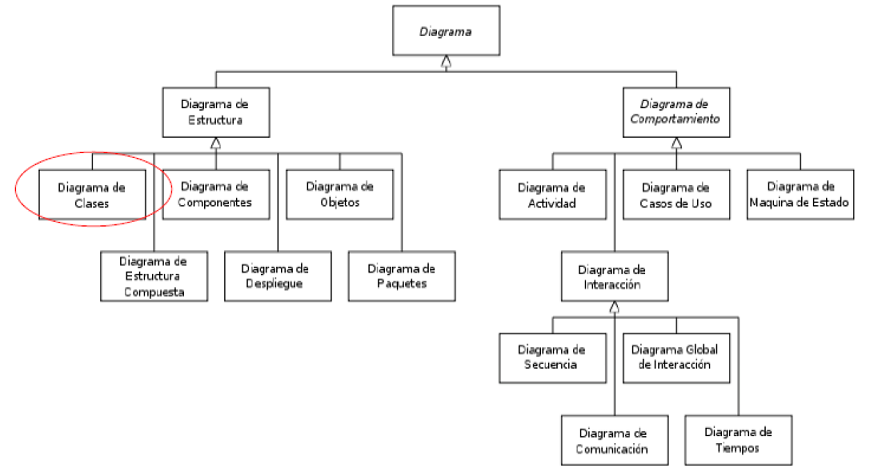 Diagrama
Diagrama de
Estructura
Diagrama de
Comportamiento
Diagrama de
Clases
Diagrama de
Componentes
Diagrama de
Objetos
Diagrama de
Actividad
Diagrama de
Casos de Uso
Diagrama de
Maquina de Estado
Diagrama de
Estructura
Compuesta
Diagrama de
Despliegue
Diagrama de
Paquetes
Diagrama de
Interacción
Diagrama de
Secuencia
Diagrama Global
de Interacción
Diagrama de
Comunicación
Diagrama de
Tiempos